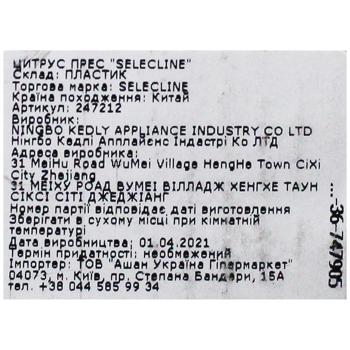 ЦИТРУС ПРЕС "SELECLINE"
Склад: ПЛАСТИК
Торгова марка: SELECLINE
Країна походження: Китай
Артикул: 247212
Виробник:
NINGBO KEDLY APPLIANCE INDUSTRY CO LTD
Нінгбо Кедлі Апплайенс Індастрі Ко ЛТД
Адреса виробника:
31 MeiHu Road WuMei Village HengHe Town CiXi
City Zhejiang
31 МЕІХУ РОАД ВУМЕІ ВІЛЛАДЖ ХЕНГХЕ ТАУН
СІКСІ СІТІ ДЖЕДЖІАНГ
Номер партії відповідає даті виготовлення
Зберігати в сухому місці при кімнатній
температурі
Дата виробництва: 01.04.2021
Термін придатності: необмежений
Імпортер: ТОВ "Ашан Україна Гіпермаркет"
04073, м. Київ, пр. Степана Бандери, 15А
тел. +38 044 585 99 34
...36-747905